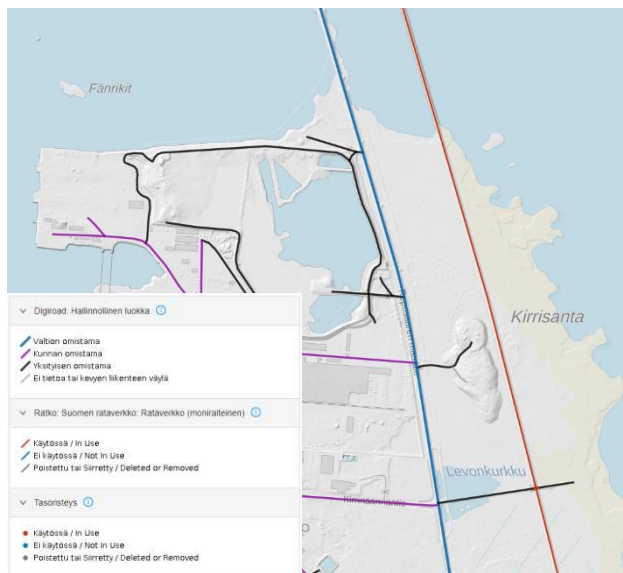 Fänrikit
Kirrisanta
Levonkurkku
Kirrinsannantie
Digiroad: Hallinnollinen luokka
Valtion omistama
Kunnan omistama
Yksityisen omistama
Ei tietoa tai kevyen liikenteen väylä
Ratko: Suomen rataverkko: Rataverkko (moniraiteinen)
Käytössä / In Use
Ei käytössä / Not In Use
Poistettu tai Siirretty / Deleted or Removed
Tasoristeys
Käytössä / In Use
Ei käytössä / Not In Use
Poistettu tai Siirretty / Deleted or Removed